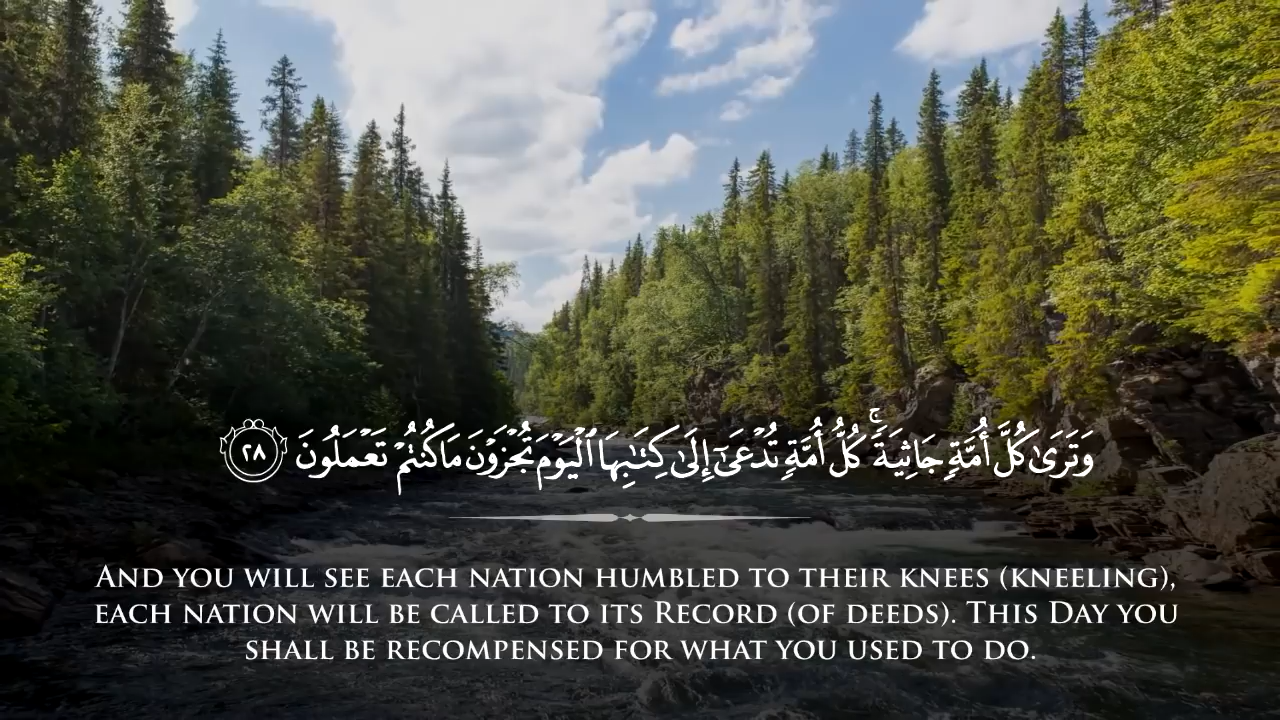 وَتَرَىٰ كُلَّ أُمَّةٍ جَاثِيَةً ۚ كُلُّ أُمَّةٍ تُدْعَىٰٓ إِلَىٰ كِتَـٰبِهَا ٱلْيَوْمَ تُجْزَوْنَ مَا كُنتُمْ تَعْمَلُونَ ٢٨
AND YOU WILL SEE EACH NATION HUMBLED TO THEIR KNEES (KNEELING),
EACH NATION WILL BE CALLED TO ITS RECORD (OF DEEDS). THIS DAY YOU
SHALL BE RECOMPENSED FOR WHAT YOU USED TO DO.